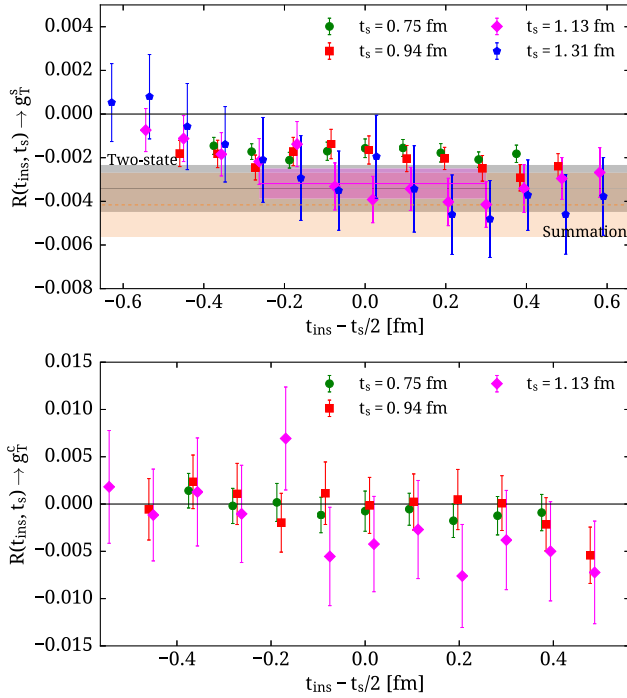 0.004
0.002
0.000
−0.002
−0.004
−0.006
−0.008
R(t_ins, t_s) → g_T^s
t_s = 0.75 fm
t_s = 0.94 fm
t_s = 1.13 fm
t_s = 1.31 fm
Two-state
Summation
−0.6 −0.4 −0.2 0.0 0.2 0.4 0.6
t_ins − t_s/2 [fm]
0.015
0.010
0.005
0.000
−0.005
−0.010
−0.015
R(t_ins, t_s) → g_T^c
t_s = 0.75 fm
t_s = 0.94 fm
t_s = 1.13 fm
−0.4 −0.2 0.0 0.2 0.4 0.6
t_ins − t_s/2 [fm]